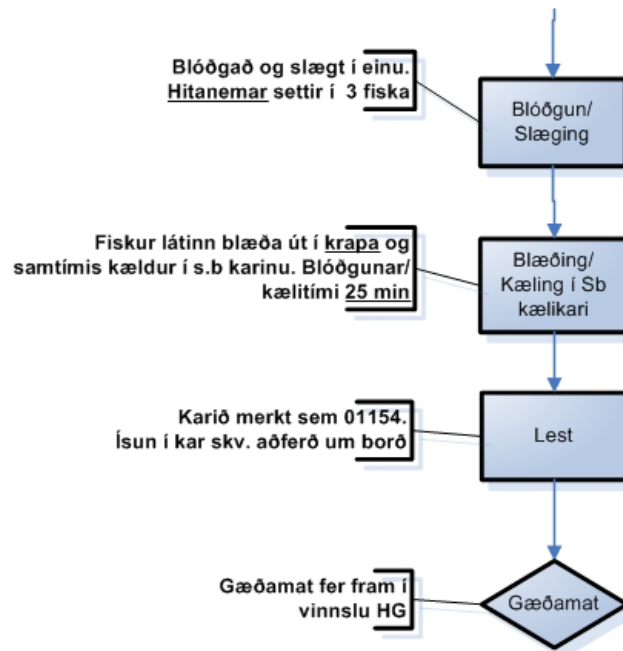 Blóðgað og slægt í einu.
Hitanemar settir í 3 fiska
Blóðgun/
Slæging
Fiskur látinn blæða út í krapa og
samtímis kældur í s.b karinu. Blóðgunar/
kælitími 25 min
Blæðing/
Kæling í Sb
kælikari
Karið merkt sem 01154.
Ísun í kar skv. aðferð um borð
Lest
Gæðamat fer fram í
vinnslu HG
Gæðamat